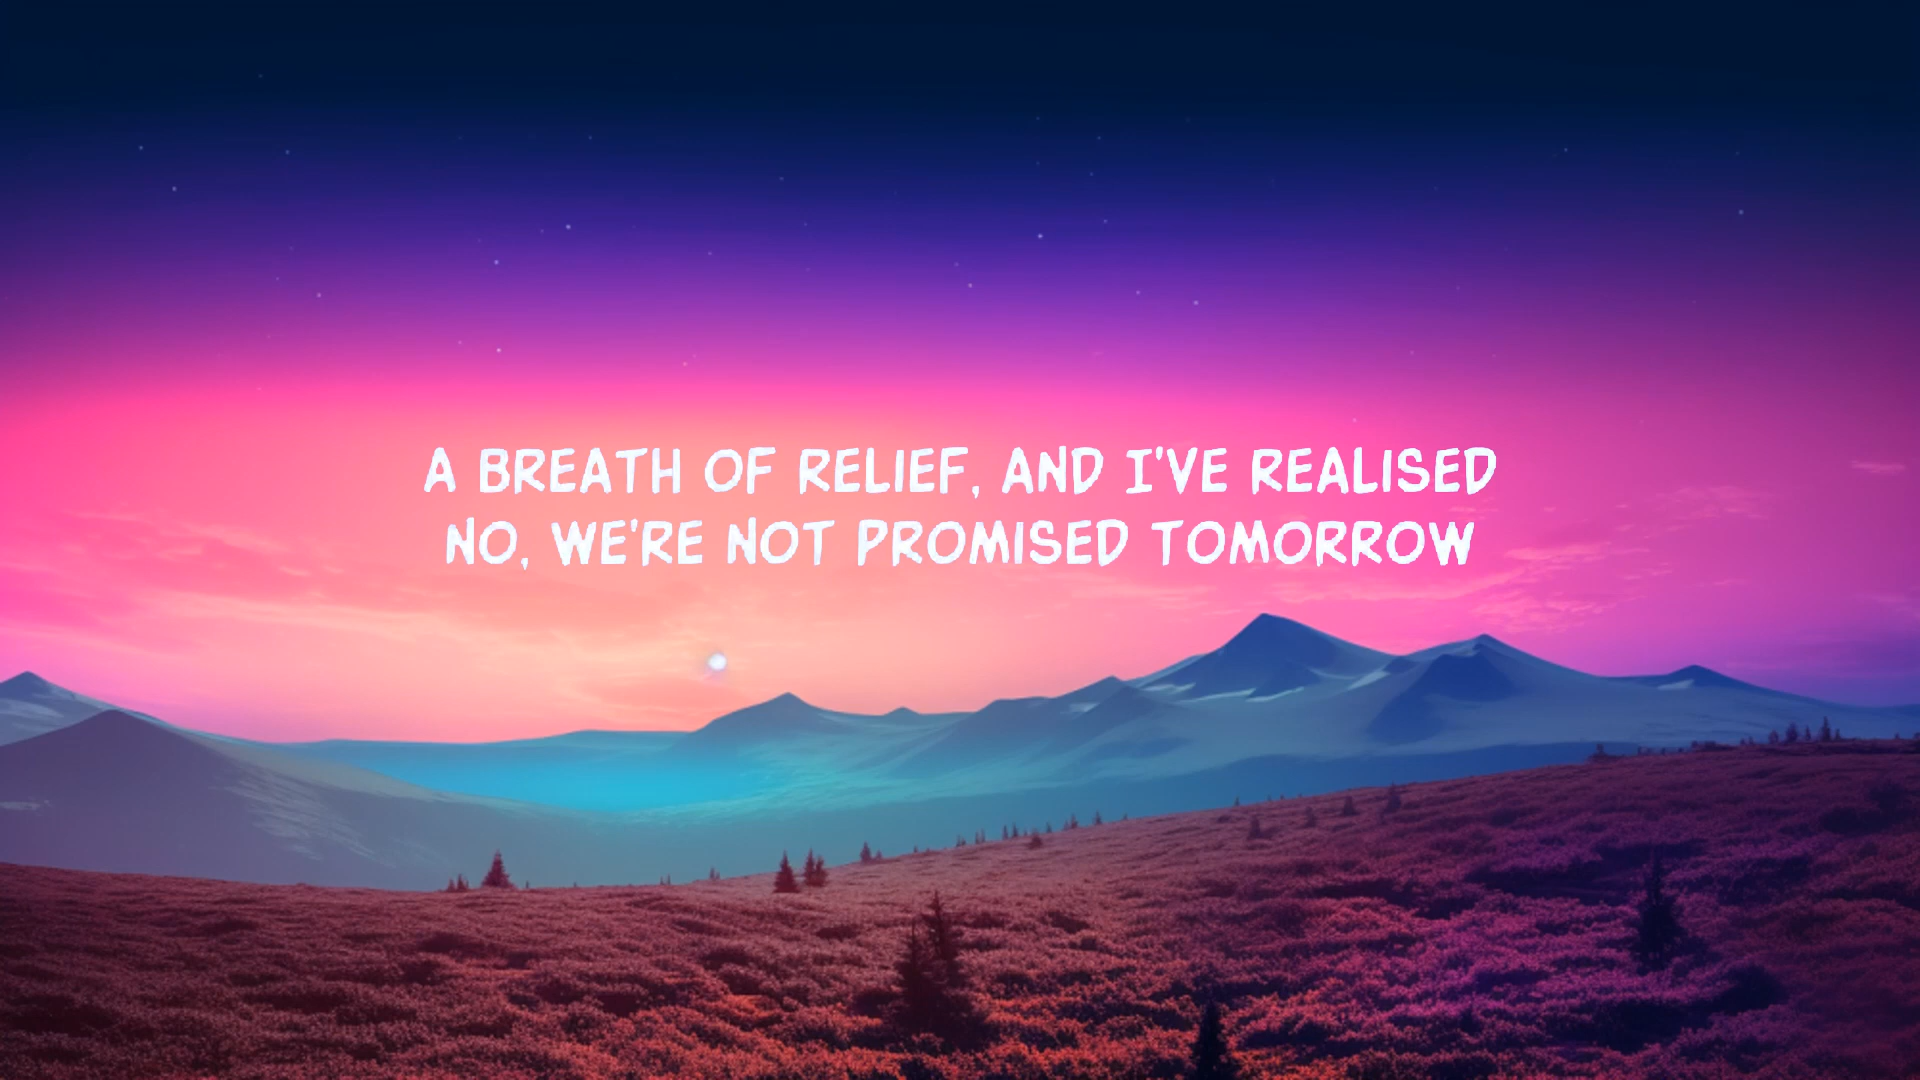 A BREATH OF RELIEF, AND I'VE REALISED
NO, WE'RE NOT PROMISED TOMORROW